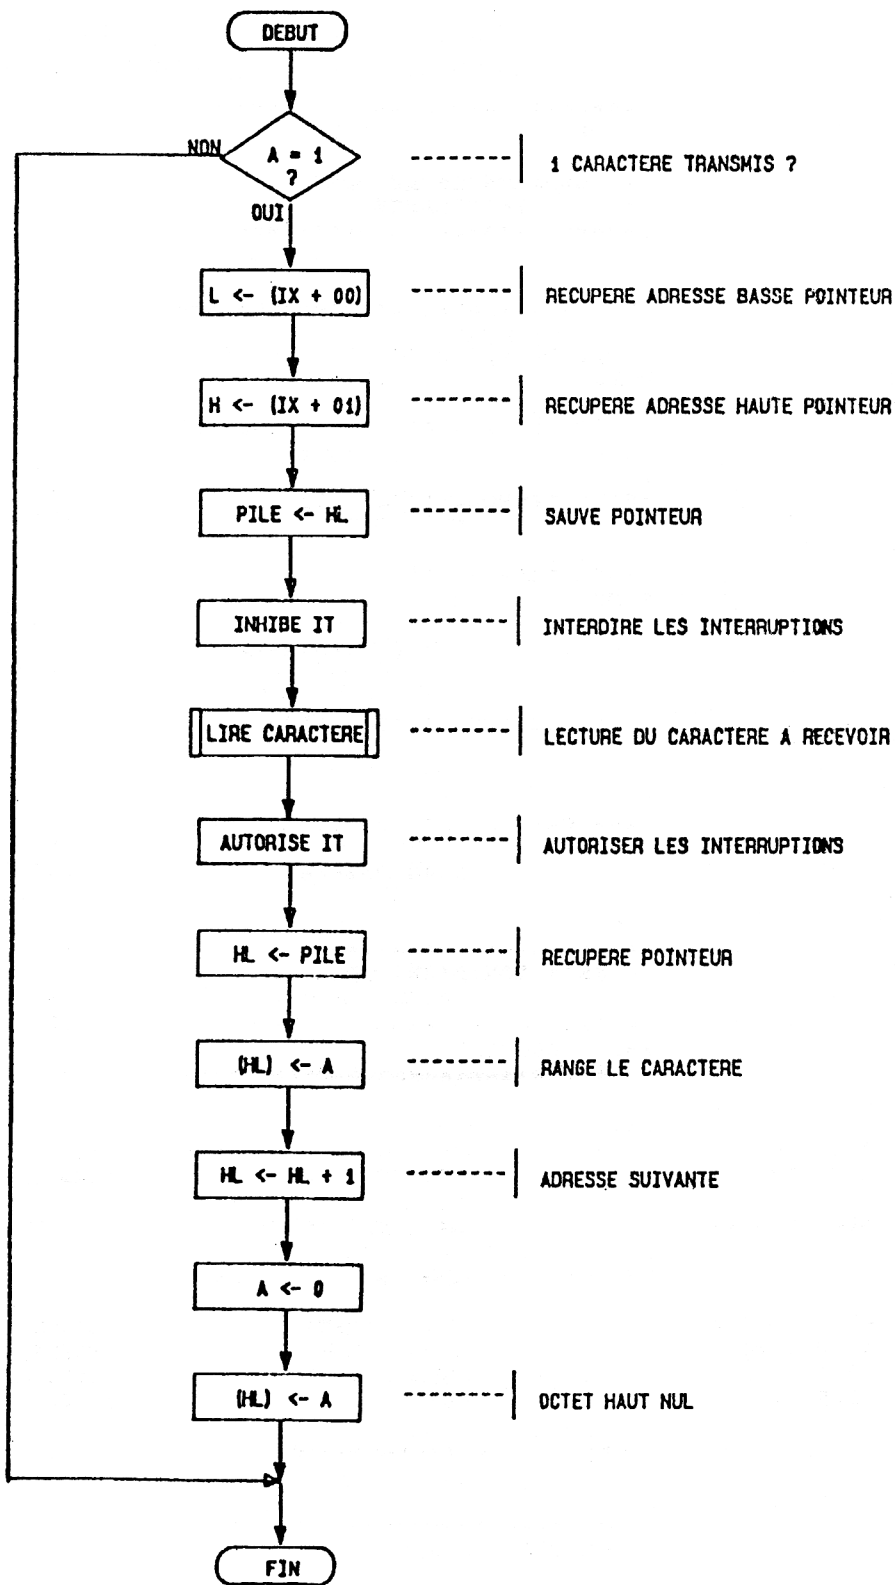 DEBUT
NON
A = 1
?
1 CARACTERE TRANSMIS ?
OUI
L <- (IX + 00)
RECUPERE ADRESSE BASSE POINTEUR
H <- (IX + 01)
RECUPERE ADRESSE HAUTE POINTEUR
PILE <- HL
SAUVE POINTEUR
INHIBE IT
INTERDIRE LES INTERRUPTIONS
LIRE CARACTERE
LECTURE DU CARACTERE A RECEVOIR
AUTORISE IT
AUTORISER LES INTERRUPTIONS
HL <- PILE
RECUPERE POINTEUR
(HL) <- A
RANGE LE CARACTERE
HL <- HL + 1
ADRESSE SUIVANTE
A <- 0
(HL) <- A
OCTET HAUT NUL
FIN